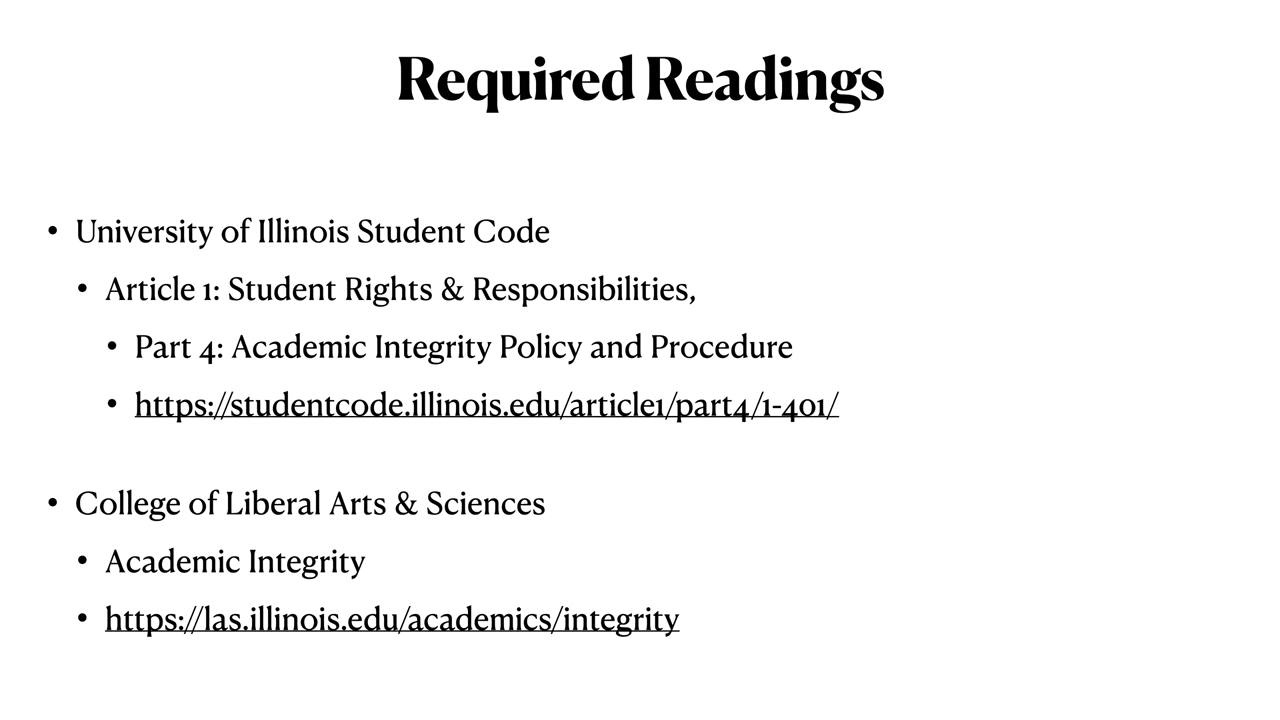 Required Readings
• University of Illinois Student Code
• Article 1: Student Rights & Responsibilities,
• Part 4: Academic Integrity Policy and Procedure
• https://studentcode.illinois.edu/article1/part4/1-401/
• College of Liberal Arts & Sciences
• Academic Integrity
• https://las.illinois.edu/academics/integrity